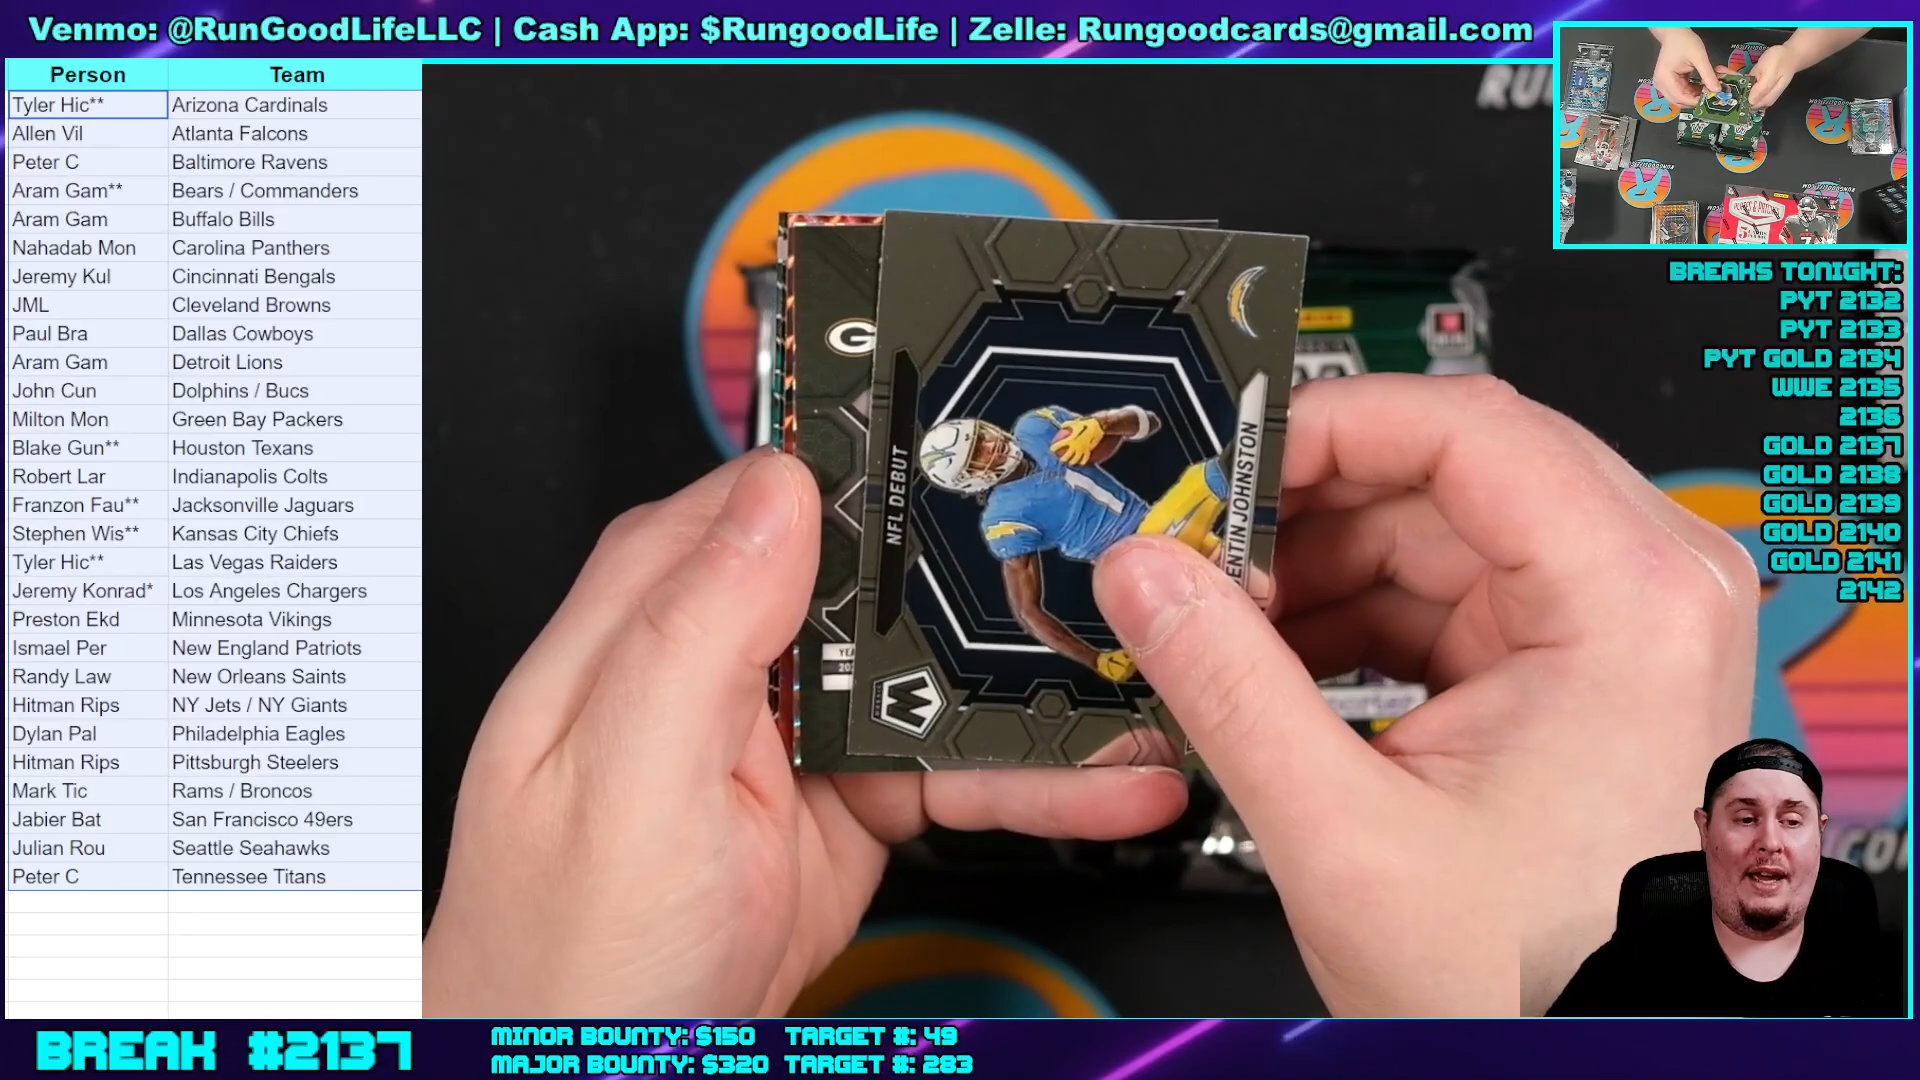 Venmo: @RunGoodLifeLLC | Cash App: $RungoodLife | Zelle: Rungoodcards@gmail.com
Person Team
Tyler Hic** Arizona Cardinals
Allen Vil Atlanta Falcons
Peter C Baltimore Ravens
Aram Gam** Bears / Commanders
Aram Gam Buffalo Bills
Nahadab Mon Carolina Panthers
Jeremy Kul Cincinnati Bengals
JML Cleveland Browns
Paul Bra Dallas Cowboys
Aram Gam Detroit Lions
John Cun Dolphins / Bucs
Milton Mon Green Bay Packers
Blake Gun** Houston Texans
Robert Lar Indianapolis Colts
Franzon Fau** Jacksonville Jaguars
Stephen Wis** Kansas City Chiefs
Tyler Hic** Las Vegas Raiders
Jeremy Konrad* Los Angeles Chargers
Preston Ekd Minnesota Vikings
Ismael Per New England Patriots
Randy Law New Orleans Saints
Hitman Rips NY Jets / NY Giants
Dylan Pal Philadelphia Eagles
Hitman Rips Pittsburgh Steelers
Mark Tic Rams / Broncos
Jabier Bat San Francisco 49ers
Julian Rou Seattle Seahawks
Peter C Tennessee Titans
G
NFL DEBUT
ENTIN JOHNSTON
1
MOSAIC
BREAKS TONIGHT:
PYT 2132
PYT 2133
PYT GOLD 2134
WWE 2135
2136
GOLD 2137
GOLD 2138
GOLD 2139
GOLD 2140
GOLD 2141
2142
BREAK #2137
MINOR BOUNTY: $150 TARGET #: 49
MAJOR BOUNTY: $320 TARGET #: 283